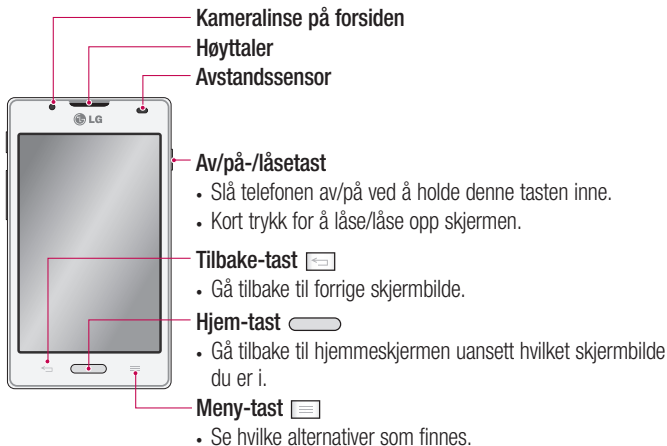 Kameralinse på forsiden
Høyttaler
Avstandssensor
LG
Av/på-/låsetast
• Slå telefonen av/på ved å holde denne tasten inne.
• Kort trykk for å låse/låse opp skjermen.
Tilbake-tast
• Gå tilbake til forrige skjermbilde.
Hjem-tast
• Gå tilbake til hjemmeskjermen uansett hvilket skjermbilde
du er i.
Meny-tast
• Se hvilke alternativer som finnes.